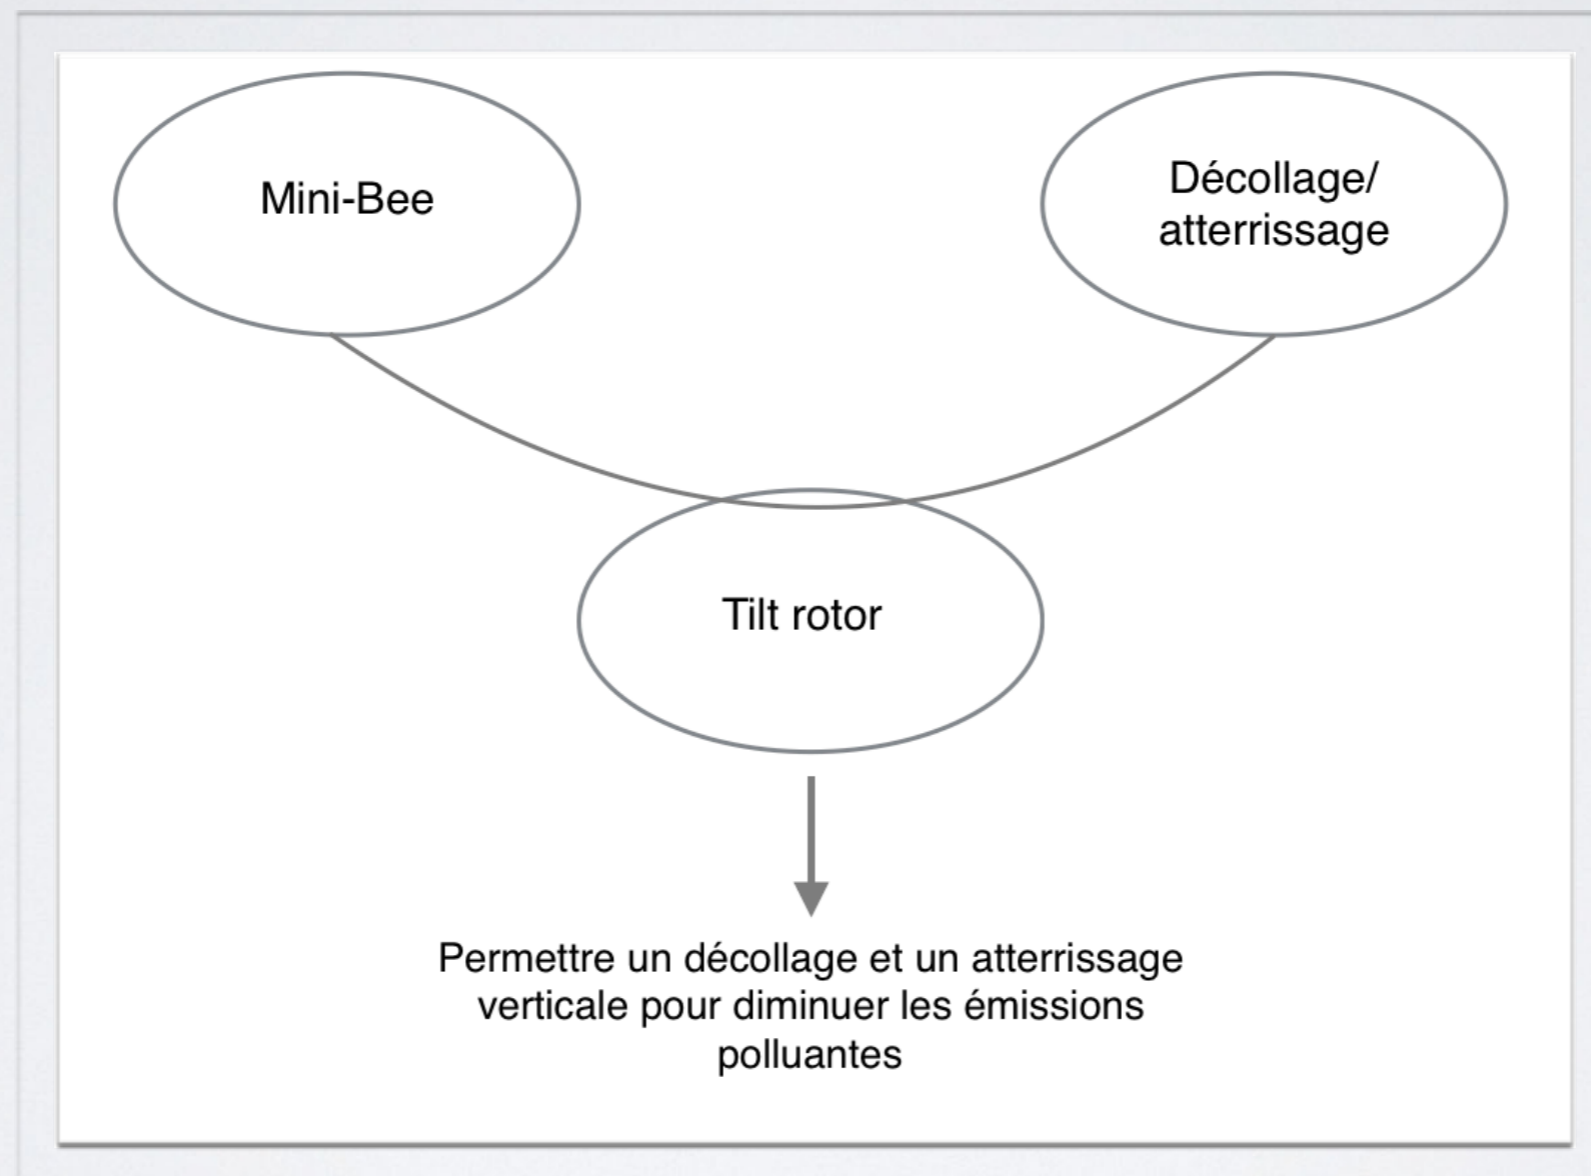 Mini-Bee
Décollage/
atterrissage
Tilt rotor
Permettre un décollage et un atterrissage
verticale pour diminuer les émissions
polluantes